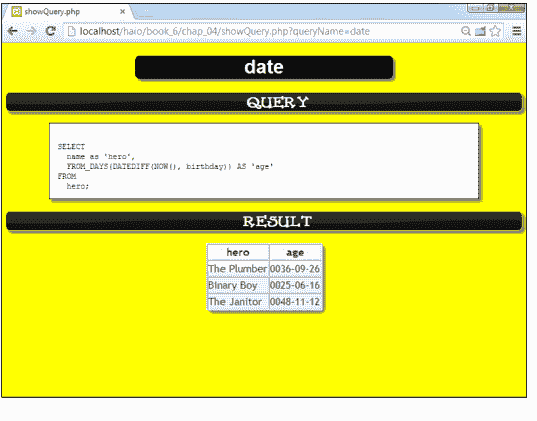 showQuery.php
localhost/haio/book_6/chap_04/showQuery.php?queryName=date
date
QUERY
SELECT
name as 'hero',
FROM_DAYS(DATEDIFF(NOW(), birthday)) AS 'age'
FROM
hero;
RESULT
hero age
The Plumber 0036-09-26
Binary Boy 0025-06-16
The Janitor 0048-11-12